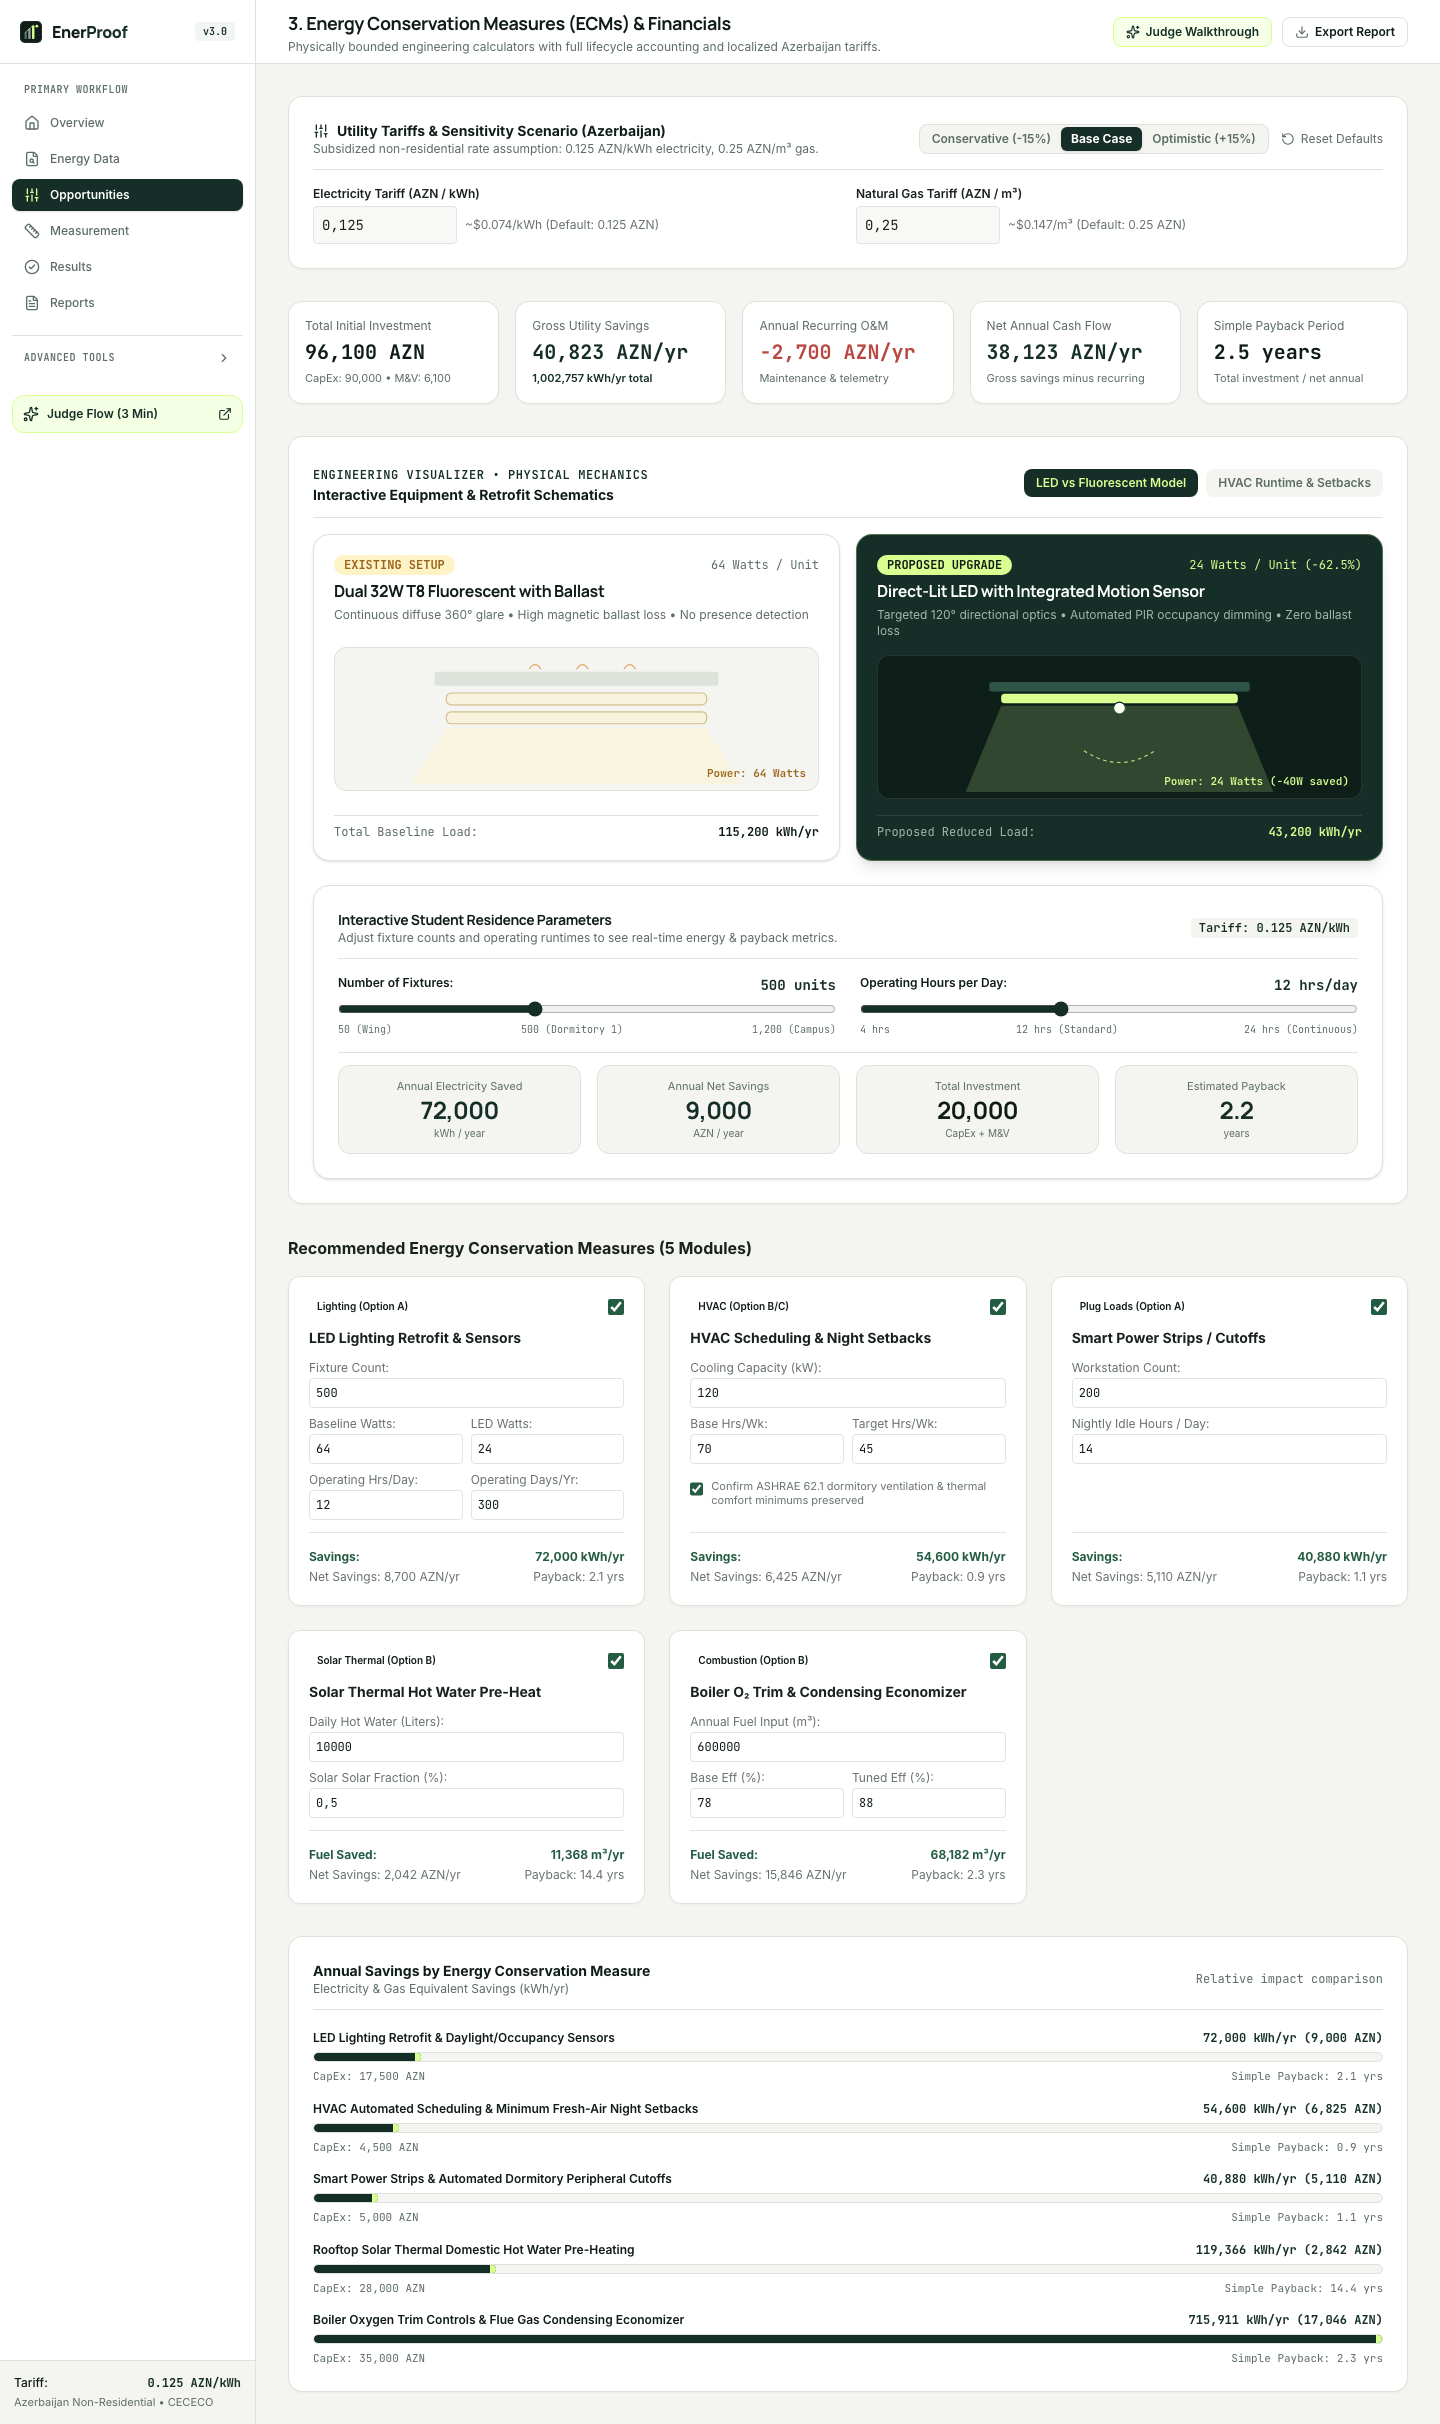 EnerProof
v3.0
PRIMARY WORKFLOW
Overview
Energy Data
Opportunities
Measurement
Results
Reports
ADVANCED TOOLS
Judge Flow (3 Min)
Tariff:
0.125 AZN/kWh
Azerbaijan Non-Residential • CECECO
3. Energy Conservation Measures (ECMs) & Financials
Physically bounded engineering calculators with full lifecycle accounting and localized Azerbaijan tariffs.
Judge Walkthrough
Export Report
Utility Tariffs & Sensitivity Scenario (Azerbaijan)
Subsidized non-residential rate assumption: 0.125 AZN/kWh electricity, 0.25 AZN/m³ gas.
Conservative (-15%)
Base Case
Optimistic (+15%)
Reset Defaults
Electricity Tariff (AZN / kWh)
0,125
~$0.074/kWh (Default: 0.125 AZN)
Natural Gas Tariff (AZN / m³)
0,25
~$0.147/m³ (Default: 0.25 AZN)
Total Initial Investment
96,100 AZN
CapEx: 90,000 • M&V: 6,100
Gross Utility Savings
40,823 AZN/yr
1,002,757 kWh/yr total
Annual Recurring O&M
-2,700 AZN/yr
Maintenance & telemetry
Net Annual Cash Flow
38,123 AZN/yr
Gross savings minus recurring
Simple Payback Period
2.5 years
Total investment / net annual
ENGINEERING VISUALIZER • PHYSICAL MECHANICS
Interactive Equipment & Retrofit Schematics
LED vs Fluorescent Model
HVAC Runtime & Setbacks
EXISTING SETUP
64 Watts / Unit
Dual 32W T8 Fluorescent with Ballast
Continuous diffuse 360° glare • High magnetic ballast loss • No presence detection
Power: 64 Watts
Total Baseline Load:
115,200 kWh/yr
PROPOSED UPGRADE
24 Watts / Unit (-62.5%)
Direct-Lit LED with Integrated Motion Sensor
Targeted 120° directional optics • Automated PIR occupancy dimming • Zero ballast
loss
Power: 24 Watts (-40W saved)
Proposed Reduced Load:
43,200 kWh/yr
Interactive Student Residence Parameters
Adjust fixture counts and operating runtimes to see real-time energy & payback metrics.
Tariff: 0.125 AZN/kWh
Number of Fixtures:
500 units
50 (Wing)
500 (Dormitory 1)
1,200 (Campus)
Operating Hours per Day:
12 hrs/day
4 hrs
12 hrs (Standard)
24 hrs (Continuous)
Annual Electricity Saved
72,000
kWh / year
Annual Net Savings
9,000
AZN / year
Total Investment
20,000
CapEx + M&V
Estimated Payback
2.2
years
Recommended Energy Conservation Measures (5 Modules)
Lighting (Option A)
LED Lighting Retrofit & Sensors
Fixture Count:
500
Baseline Watts:
LED Watts:
64
24
Operating Hrs/Day:
Operating Days/Yr:
12
300
Savings:
72,000 kWh/yr
Net Savings: 8,700 AZN/yr
Payback: 2.1 yrs
HVAC (Option B/C)
HVAC Scheduling & Night Setbacks
Cooling Capacity (kW):
120
Base Hrs/Wk:
Target Hrs/Wk:
70
45
Confirm ASHRAE 62.1 dormitory ventilation & thermal
comfort minimums preserved
Savings:
54,600 kWh/yr
Net Savings: 6,425 AZN/yr
Payback: 0.9 yrs
Plug Loads (Option A)
Smart Power Strips / Cutoffs
Workstation Count:
200
Nightly Idle Hours / Day:
14
Savings:
40,880 kWh/yr
Net Savings: 5,110 AZN/yr
Payback: 1.1 yrs
Solar Thermal (Option B)
Solar Thermal Hot Water Pre-Heat
Daily Hot Water (Liters):
10000
Solar Solar Fraction (%):
0,5
Fuel Saved:
11,368 m³/yr
Net Savings: 2,042 AZN/yr
Payback: 14.4 yrs
Combustion (Option B)
Boiler O₂ Trim & Condensing Economizer
Annual Fuel Input (m³):
600000
Base Eff (%):
Tuned Eff (%):
78
88
Fuel Saved:
68,182 m³/yr
Net Savings: 15,846 AZN/yr
Payback: 2.3 yrs
Annual Savings by Energy Conservation Measure
Electricity & Gas Equivalent Savings (kWh/yr)
Relative impact comparison
LED Lighting Retrofit & Daylight/Occupancy Sensors
72,000 kWh/yr (9,000 AZN)
CapEx: 17,500 AZN
Simple Payback: 2.1 yrs
HVAC Automated Scheduling & Minimum Fresh-Air Night Setbacks
54,600 kWh/yr (6,825 AZN)
CapEx: 4,500 AZN
Simple Payback: 0.9 yrs
Smart Power Strips & Automated Dormitory Peripheral Cutoffs
40,880 kWh/yr (5,110 AZN)
CapEx: 5,000 AZN
Simple Payback: 1.1 yrs
Rooftop Solar Thermal Domestic Hot Water Pre-Heating
119,366 kWh/yr (2,842 AZN)
CapEx: 28,000 AZN
Simple Payback: 14.4 yrs
Boiler Oxygen Trim Controls & Flue Gas Condensing Economizer
715,911 kWh/yr (17,046 AZN)
CapEx: 35,000 AZN
Simple Payback: 2.3 yrs